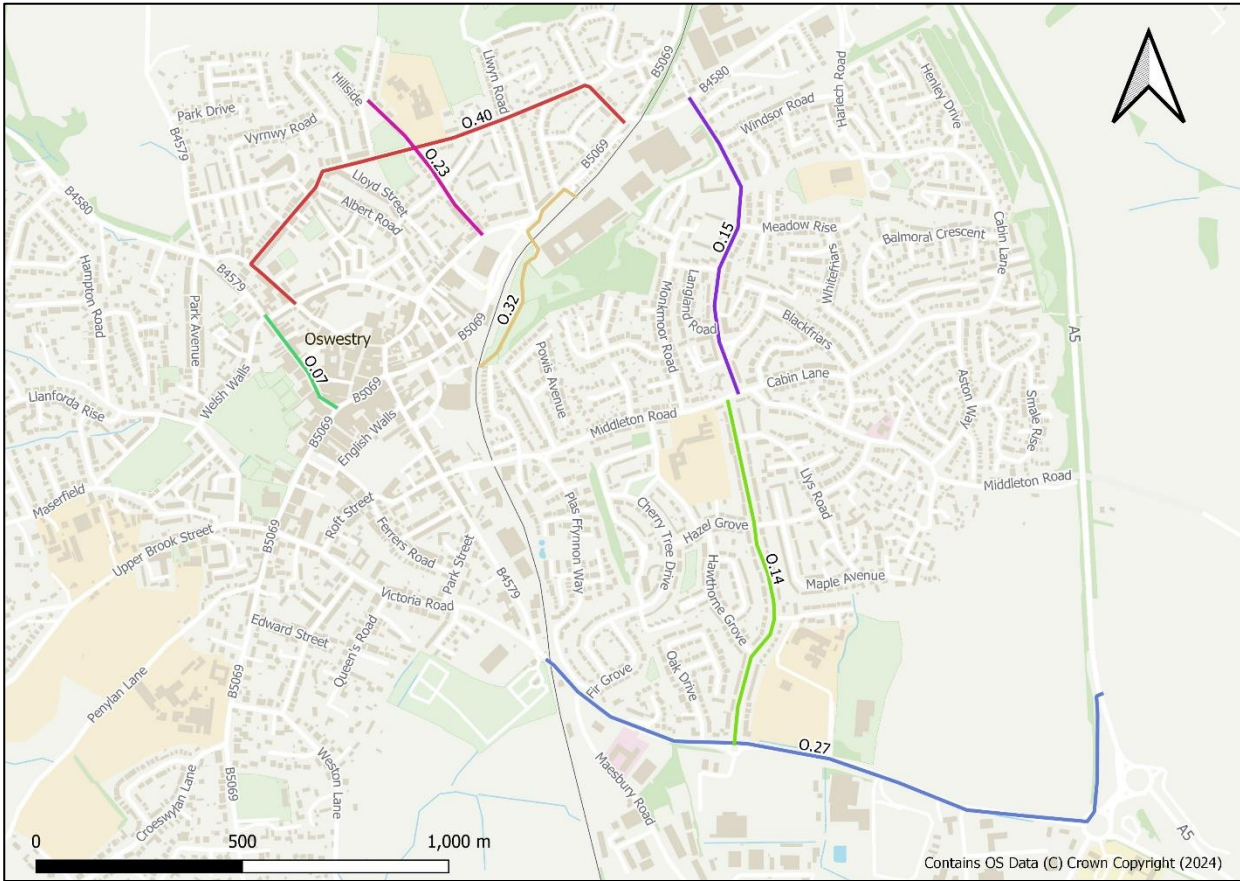 B5069
B4580
Llwyn Road
Hillside
Park Drive
B4579
Vyrnwy Road
O.40
O.23
Lloyd Street
Albert Road
B5069
Windsor Road
Harlech Road
Henley Drive
B4580
B4579
Hampton Road
Park Avenue
Oswestry
O.07
Welsh Walls
Llanforda Rise
B5069
O.32
B5069
B5069
English Walls
Powis Avenue
Monkmoor Road
Langland Road
O.15
Meadow Rise
Whitefriars
Balmoral Crescent
Cabin Lane
Blackfriars
A5
Cabin Lane
Aston Way
Smale Rise
Middleton Road
Middleton Road
Llys Road
Maserfield
Upper Brook Street
B5069
Roft Street
Ferrers Road
Park Street
B4579
Plas Ffynnon Way
Cherry Tree Drive
Hazel Grove
Hawthorne Grove
O.14
Maple Avenue
Victoria Road
Edward Street
Queen's Road
Penylan Lane
B5069
Fir Grove
Oak Drive
O.27
Maesbury Road
Weston Lane
Croeswylan Lane
B5069
A5
0 500 1,000 m
Contains OS Data (C) Crown Copyright (2024)